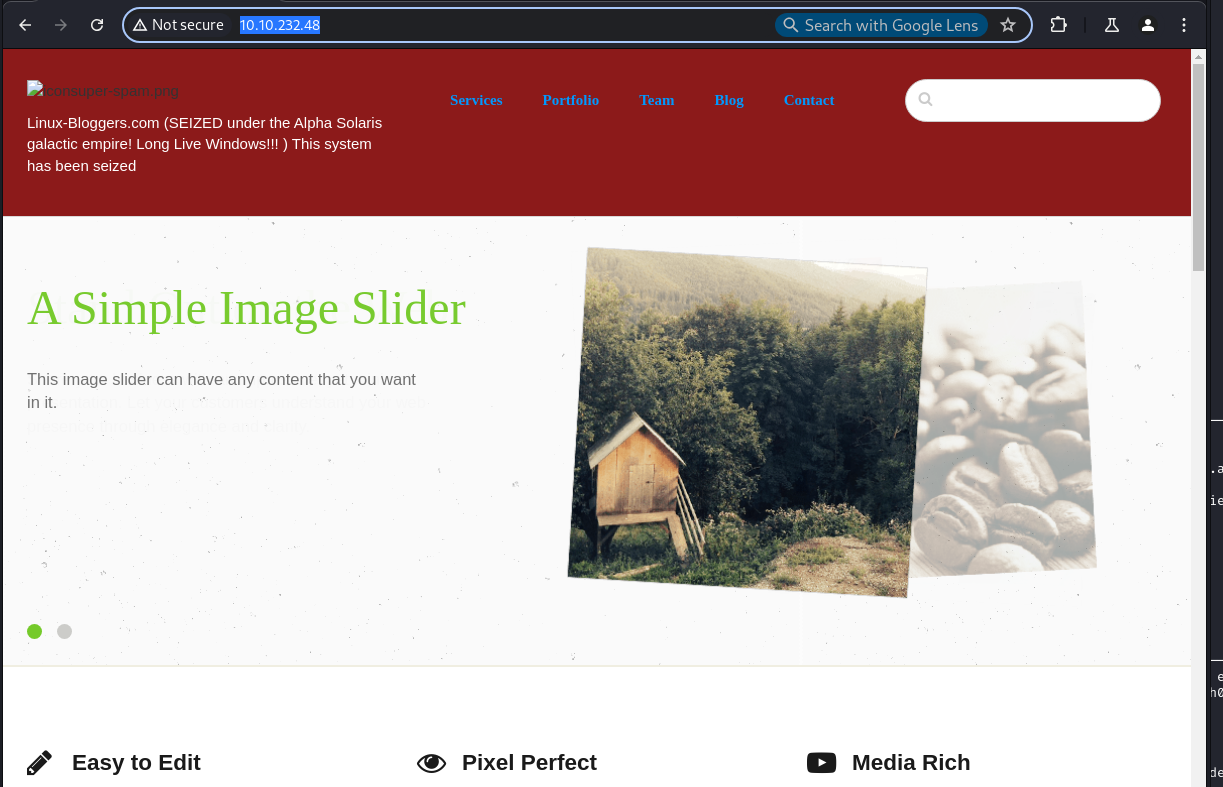 Not secure 10.10.232.48 Search with Google Lens
iconsuper-spam.png
Services Portfolio Team Blog Contact
Linux-Bloggers.com (SEIZED under the Alpha Solaris
galactic empire! Long Live Windows!!! ) This system
has been seized
A Simple Image Slider
This image slider can have any content that you want
in it.
Easy to Edit Pixel Perfect Media Rich